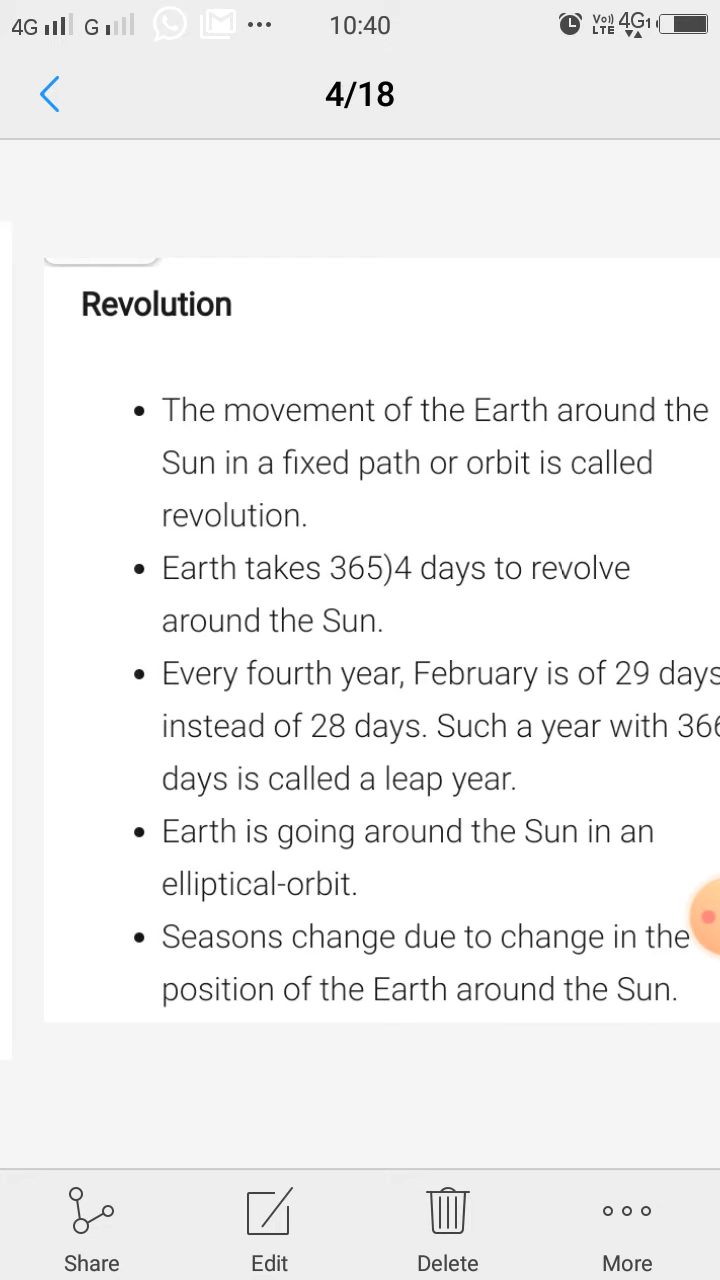 4G G ... 10:40 Vo)) LTE 4G1
4/18
Revolution
• The movement of the Earth around the
Sun in a fixed path or orbit is called
revolution.
• Earth takes 365)4 days to revolve
around the Sun.
• Every fourth year, February is of 29 days
instead of 28 days. Such a year with 366
days is called a leap year.
• Earth is going around the Sun in an
elliptical-orbit.
• Seasons change due to change in the
position of the Earth around the Sun.
Share Edit Delete More